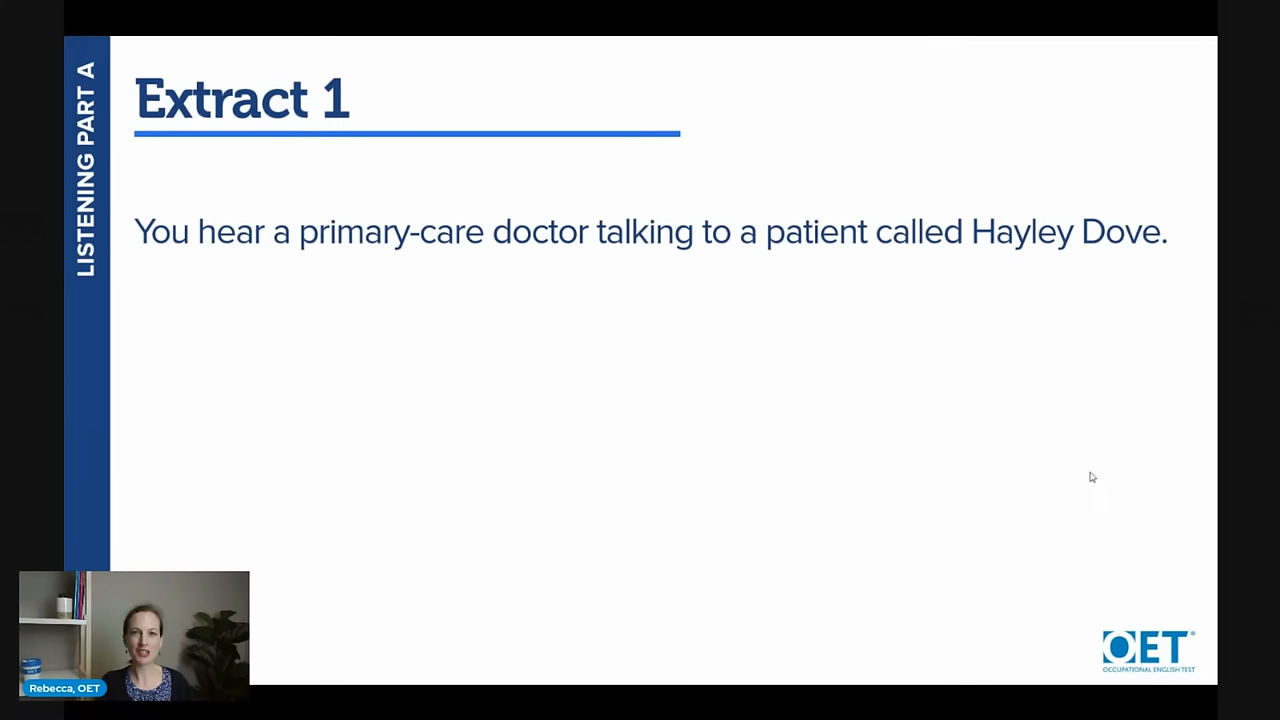 LISTENING PART A
Extract 1
You hear a primary-care doctor talking to a patient called Hayley Dove.
Rebecca, OET
OET®
OCCUPATIONAL ENGLISH TEST